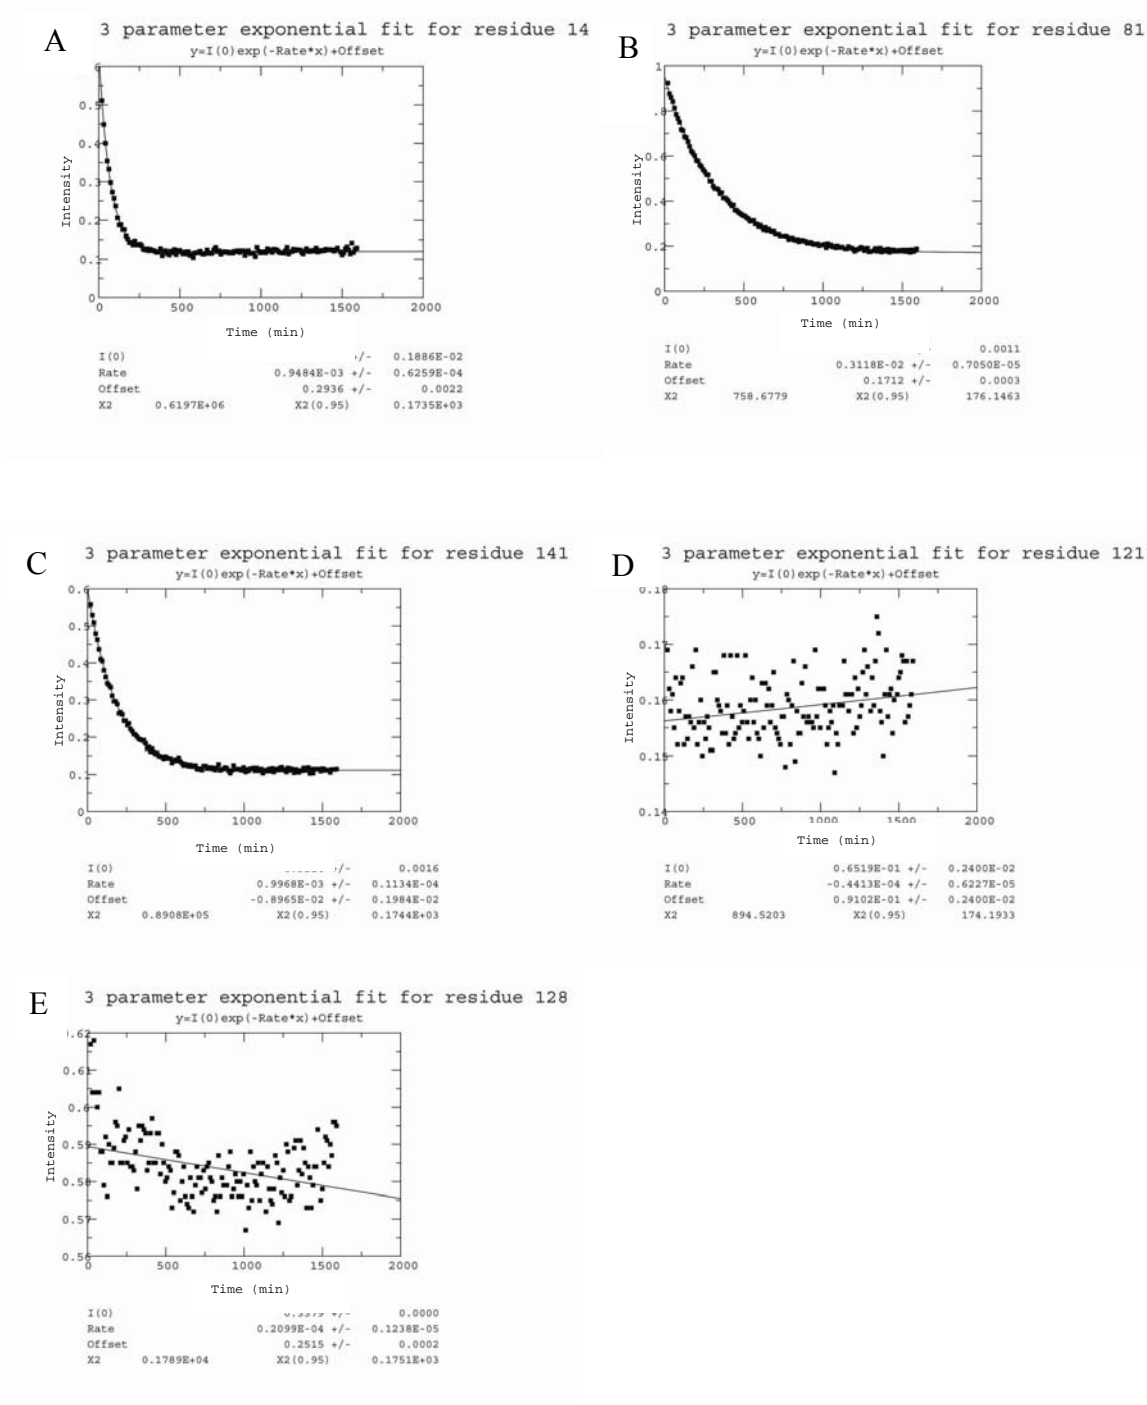 A
3 parameter exponential fit for residue 14
y=I(0)exp(-Rate*x)+Offset
0.5
0.4
0.3
0.2
0.1
0
Intensity
0 500 1000 1500 2000
Time (min)
I(0) +/- 0.1886E-02
Rate 0.9484E-03 +/- 0.6259E-04
Offset 0.2936 +/- 0.0022
X2 0.6197E+06 X2(0.95) 0.1735E+03
B
3 parameter exponential fit for residue 81
y=I(0)exp(-Rate*x)+Offset
1
.8
0.6
0.4
0.2
0
Intensity
0 500 1000 1500 2000
Time (min)
I(0) 0.0011
Rate 0.3118E-02 +/- 0.7050E-05
Offset 0.1712 +/- 0.0003
X2 758.6779 X2(0.95) 176.1463
C
3 parameter exponential fit for residue 141
y=I(0)exp(-Rate*x)+Offset
0.6
0.5
0.4
0.3
0.2
0.1
0
Intensity
0 500 1000 1500 2000
Time (min)
I(0) +/- 0.0016
Rate 0.9968E-03 +/- 0.1134E-04
Offset -0.8965E-02 +/- 0.1984E-02
X2 0.8908E+05 X2(0.95) 0.1744E+03
D
3 parameter exponential fit for residue 121
y=I(0)exp(-Rate*x)+Offset
0.18
0.17
0.16
0.15
0.14
Intensity
0 500 1000 1500 2000
Time (min)
I(0) 0.6519E-01 +/- 0.2400E-02
Rate -0.4413E-04 +/- 0.6227E-05
Offset 0.9102E-01 +/- 0.2400E-02
X2 894.5203 X2(0.95) 174.1933
E
3 parameter exponential fit for residue 128
y=I(0)exp(-Rate*x)+Offset
.62
0.61
0.6
0.59
0.58
0.57
0.56
Intensity
0 500 1000 1500 2000
Time (min)
I(0) +/- 0.0000
Rate 0.2099E-04 +/- 0.1238E-05
Offset 0.2515 +/- 0.0002
X2 0.1789E+04 X2(0.95) 0.1751E+03